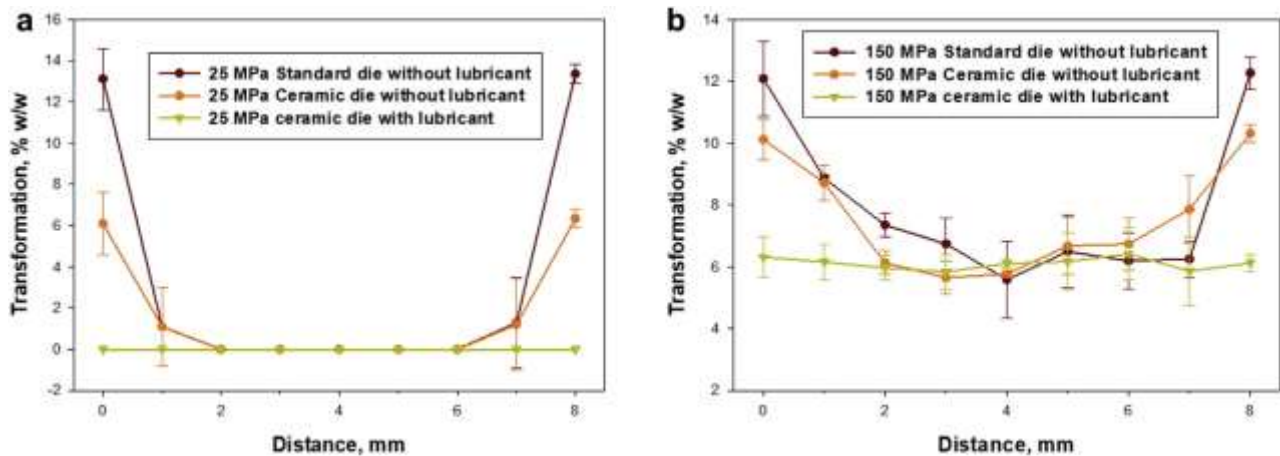 a
16
14
12
10
8
6
4
2
0
-2
Transformation, % w/w
25 MPa Standard die without lubricant
25 MPa Ceramic die without lubricant
25 MPa ceramic die with lubricant
0 2 4 6 8
Distance, mm
b
14
12
10
8
6
4
2
Transformation, % w/w
150 MPa Standard die without lubricant
150 MPa Ceramic die without lubricant
150 MPa ceramic die with lubricant
0 2 4 6 8
Distance, mm